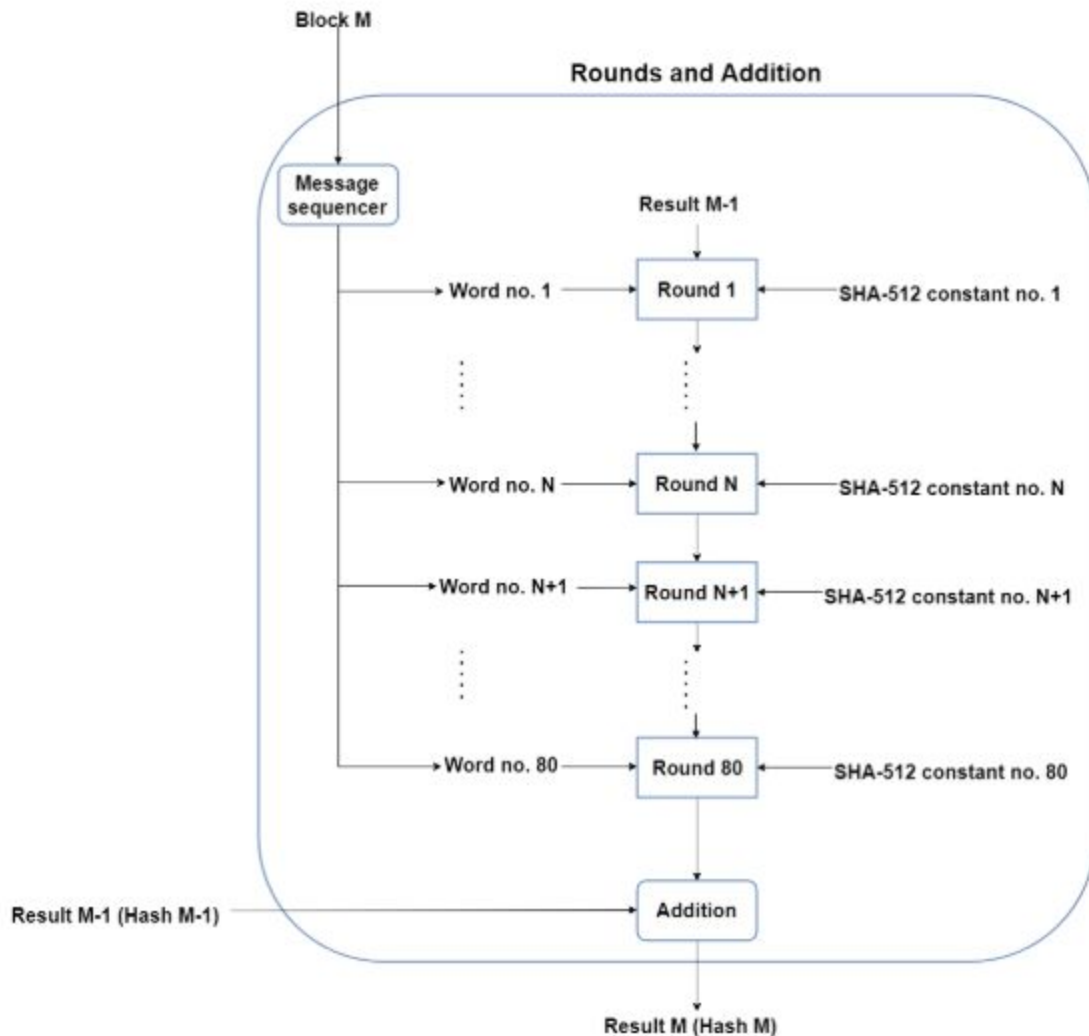 Block M
Rounds and Addition
Message
sequencer
Result M-1
Word no. 1
Round 1
SHA-512 constant no. 1
Word no. N
Round N
SHA-512 constant no. N
Word no. N+1
Round N+1
SHA-512 constant no. N+1
Word no. 80
Round 80
SHA-512 constant no. 80
Result M-1 (Hash M-1)
Addition
Result M (Hash M)